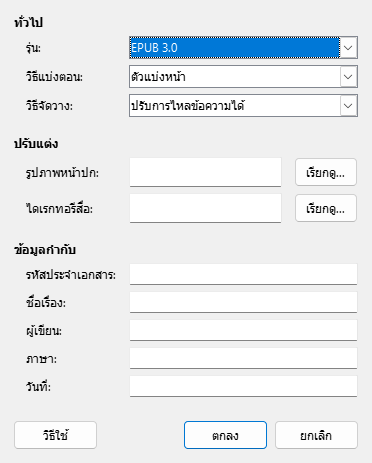 ทั่วไป
รุ่น: EPUB 3.0
วิธีแบ่งตอน: ตัวแบ่งหน้า
วิธีจัดวาง: ปรับการไหลข้อความได้
ปรับแต่ง
รูปภาพหน้าปก: เรียกดู...
ไดเรกทอรีสื่อ: เรียกดู...
ข้อมูลกำกับ
รหัสประจำเอกสาร:
ชื่อเรื่อง:
ผู้เขียน:
ภาษา:
วันที่:
วิธีใช้ ตกลง ยกเลิก